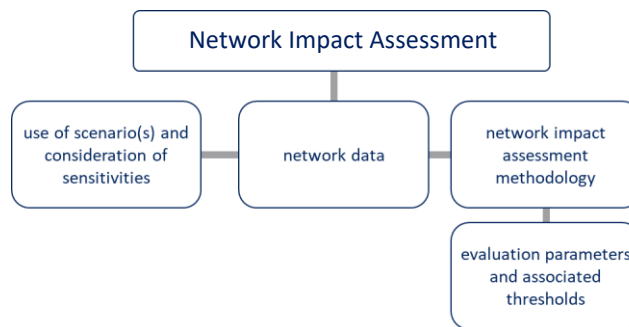 Network Impact Assessment
use of scenario(s) and
consideration of
sensitivities
network data
network impact
assessment
methodology
evaluation parameters
and associated
thresholds